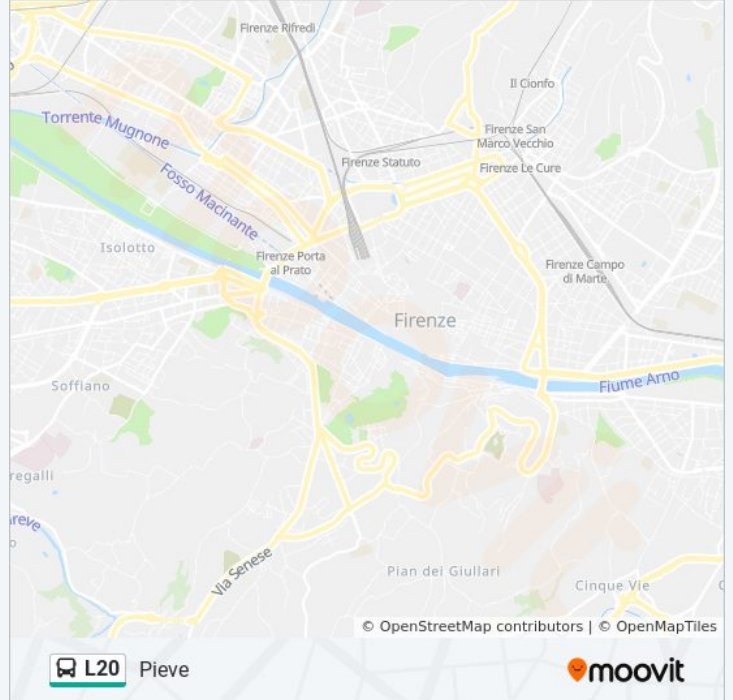 Firenze Rifredi
Il Cionfo
Torrente Mugnone
Firenze San
Marco Vecchio
Firenze Statuto
Firenze Le Cure
Fosso Macinante
Isolotto
Firenze Porta
al Prato
Firenze Campo
di Marte
Firenze
Soffiano
Fiume Arno
regalli
reve
Via Senese
Pian dei Giullari
Cinque Vie
© OpenStreetMap contributors | © OpenMapTiles
L20 Pieve
moovit